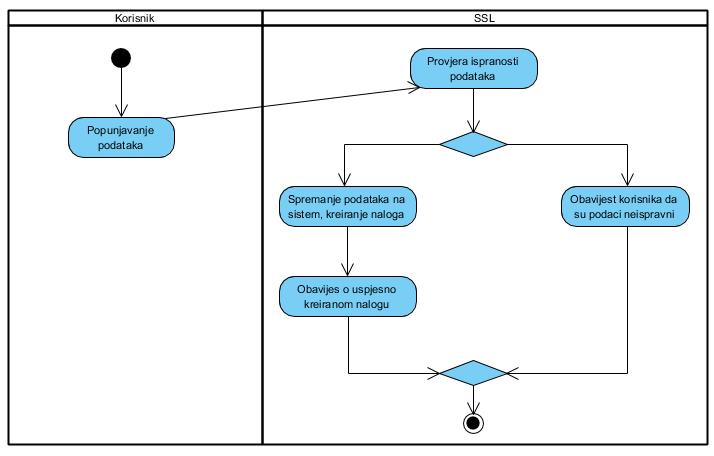 Korisnik
SSL
Popunjavanje
podataka
Provjera ispranosti
podataka
Spremanje podataka na
sistem, kreiranje naloga
Obavijest korisnika da
su podaci neispravni
Obavijes o uspjesno
kreiranom nalogu